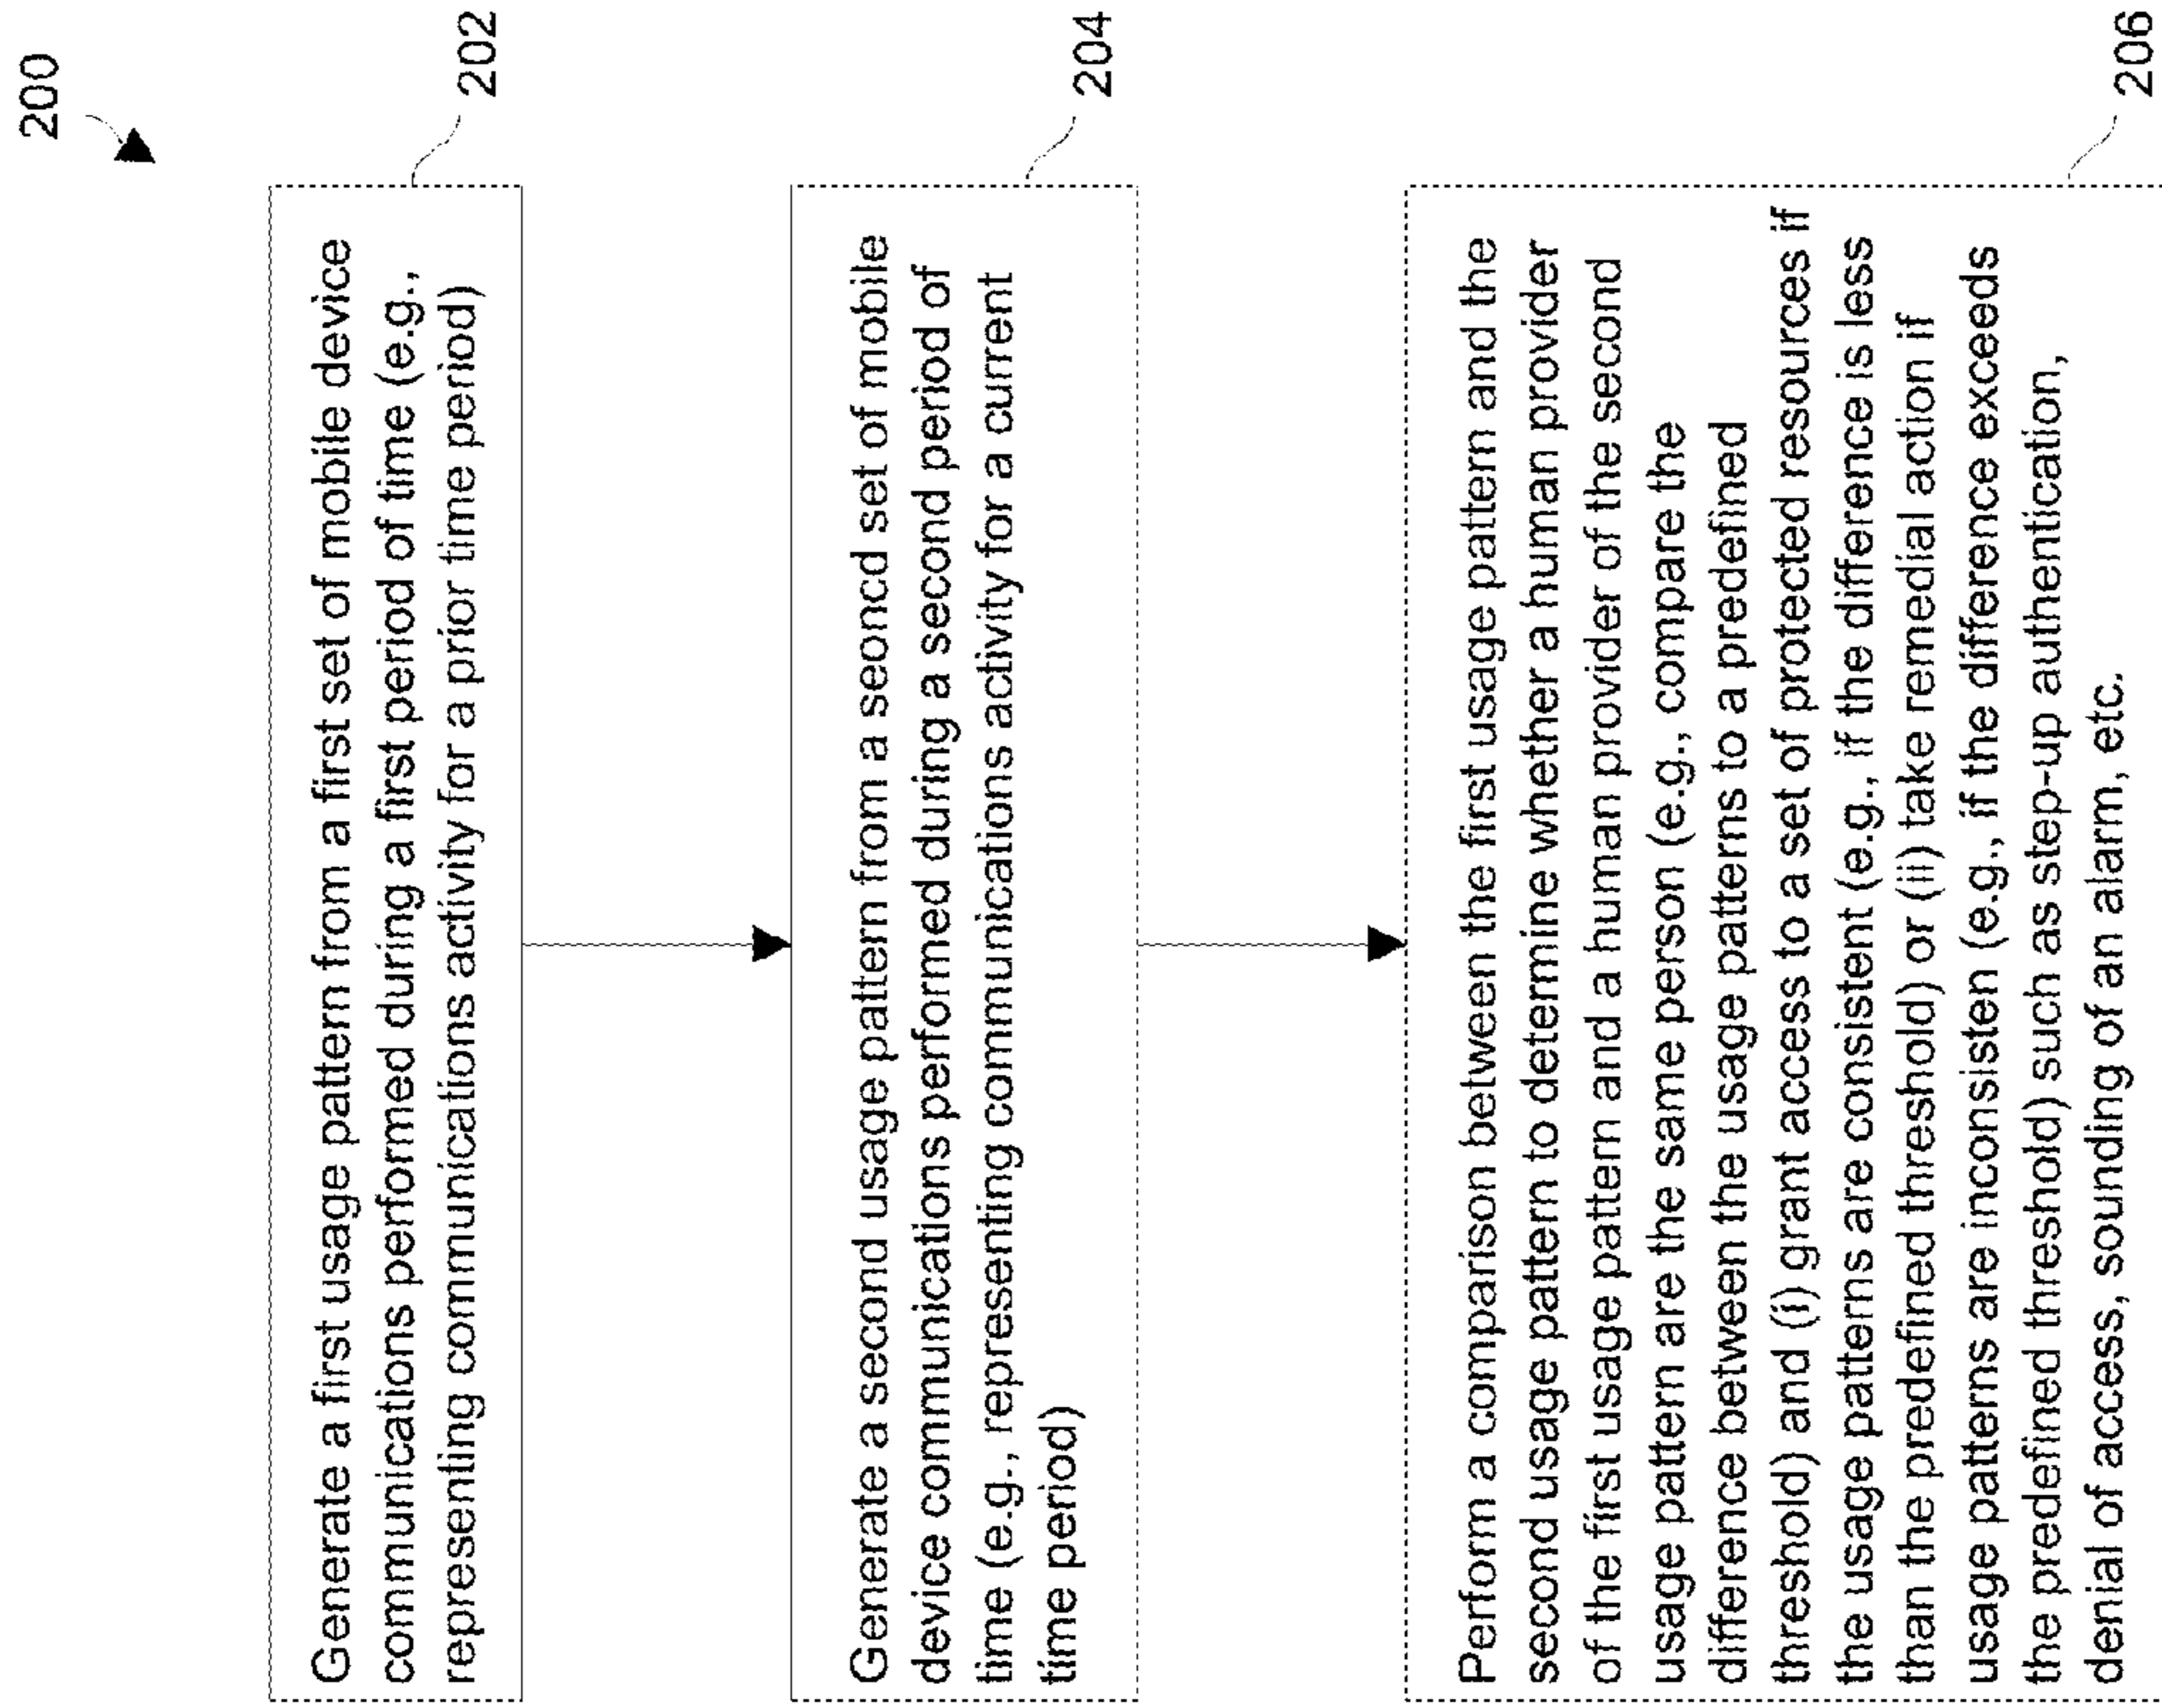 200
Generate a first usage pattern from a first set of mobile device
communications performed during a first period of time (e.g.,
representing communications activity for a prior time period)
202
Generate a second usage pattern from a second set of mobile
device communications performed during a second period of
time (e.g., representing communications activity for a current
time period)
204
Perform a comparison between the first usage pattern and the
second usage pattern to determine whether a human provider
of the first usage pattern and a human provider of the second
usage pattern are the same person (e.g., compare the
difference between the usage patterns to a predefined
threshold) and (i) grant access to a set of protected resources if
the usage patterns are consistent (e.g., if the difference is less
than the predefined threshold) or (ii) take remedial action if
usage patterns are inconsisten (e.g., if the difference exceeds
the predefined threshold) such as step-up authentication,
denial of access, sounding of an alarm, etc.
206